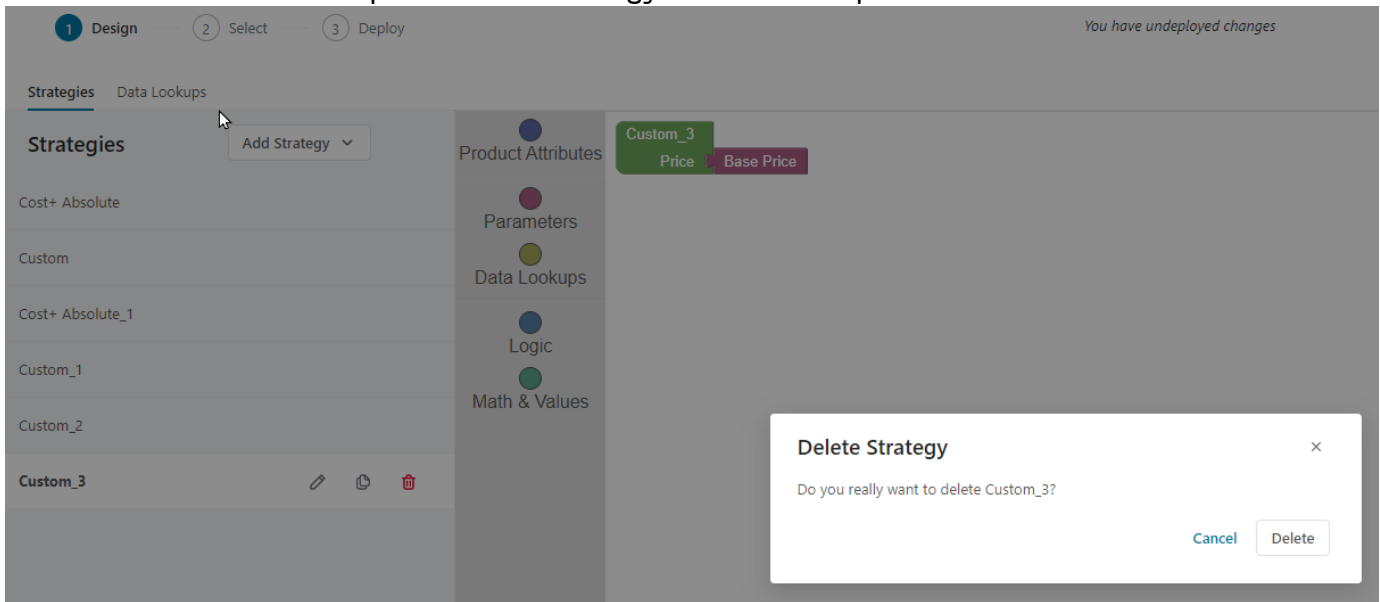 1 Design 2 Select 3 Deploy You have undeployed changes
Strategies Data Lookups
Strategies Add Strategy
Cost+ Absolute
Custom
Cost+ Absolute_1
Custom_1
Custom_2
Custom_3
Product Attributes
Parameters
Data Lookups
Logic
Math & Values
Custom_3
Price Base Price
Delete Strategy
Do you really want to delete Custom_3?
Cancel Delete